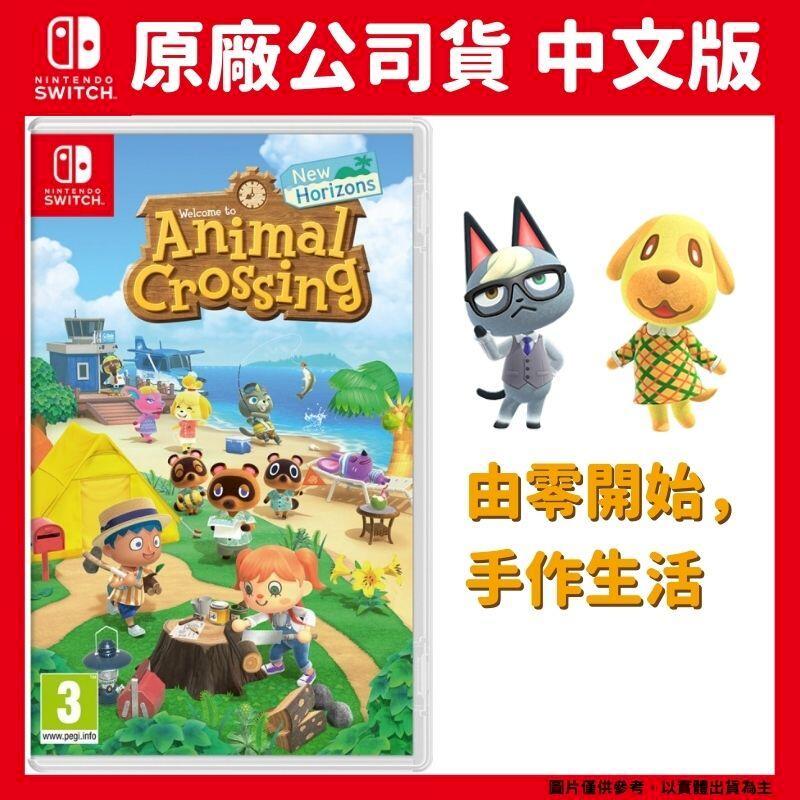 NINTENDO
SWITCH™
原廠公司貨 中文版
NINTENDO
SWITCH™
New
Horizons
Welcome to
Animal
Crossing
由零開始,
手作生活
3
www.pegi.info
圖片僅供參考,以實體出貨為主